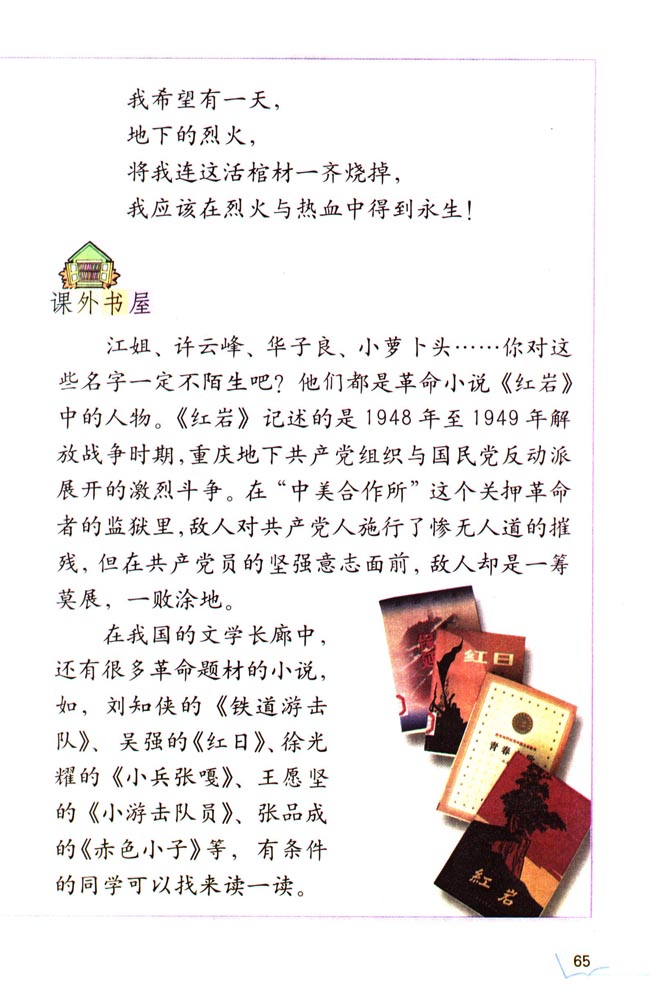 我希望有一天，
地下的烈火，
将我连这活棺材一齐烧掉，
我应该在烈火与热血中得到永生！
课外书屋
江姐、许云峰、华子良、小萝卜头……你对这
些名字一定不陌生吧？他们都是革命小说《红岩》
中的人物。《红岩》记述的是1948年至1949年解
放战争时期，重庆地下共产党组织与国民党反动派
展开的激烈斗争。在“中美合作所”这个关押革命
者的监狱里，敌人对共产党人施行了惨无人道的摧
残，但在共产党员的坚强意志面前，敌人却是一筹
莫展，一败涂地。
在我国的文学长廊中，
还有很多革命题材的小说，
如，刘知侠的《铁道游击
队》、吴强的《红日》、徐光
耀的《小兵张嘎》、王愿坚
的《小游击队员》、张品成
的《赤色小子》等，有条件
的同学可以找来读一读。
红日
青春
紅岩
65